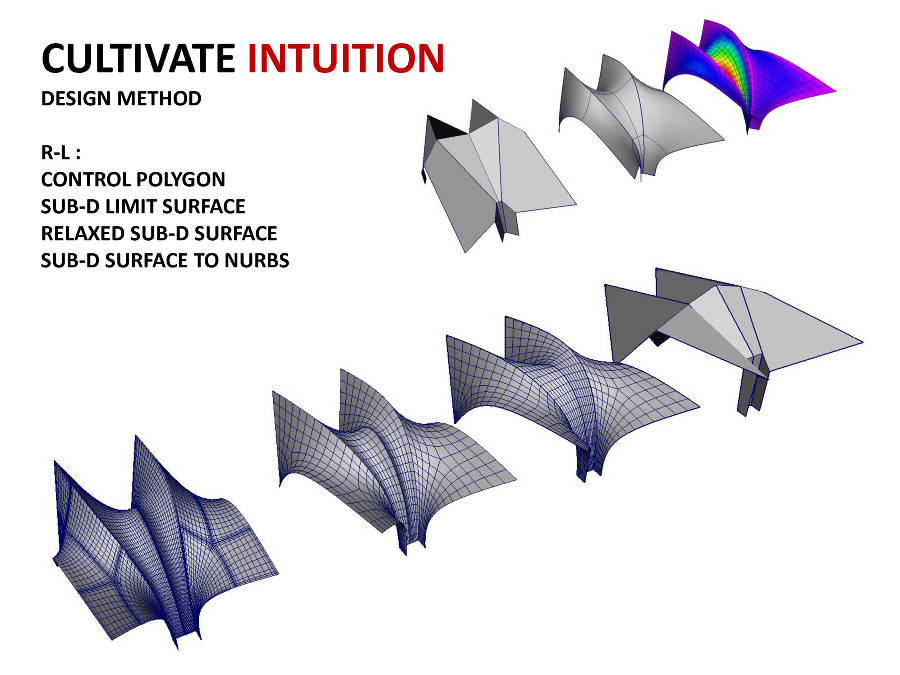 CULTIVATE INTUITION
DESIGN METHOD
R-L :
CONTROL POLYGON
SUB-D LIMIT SURFACE
RELAXED SUB-D SURFACE
SUB-D SURFACE TO NURBS